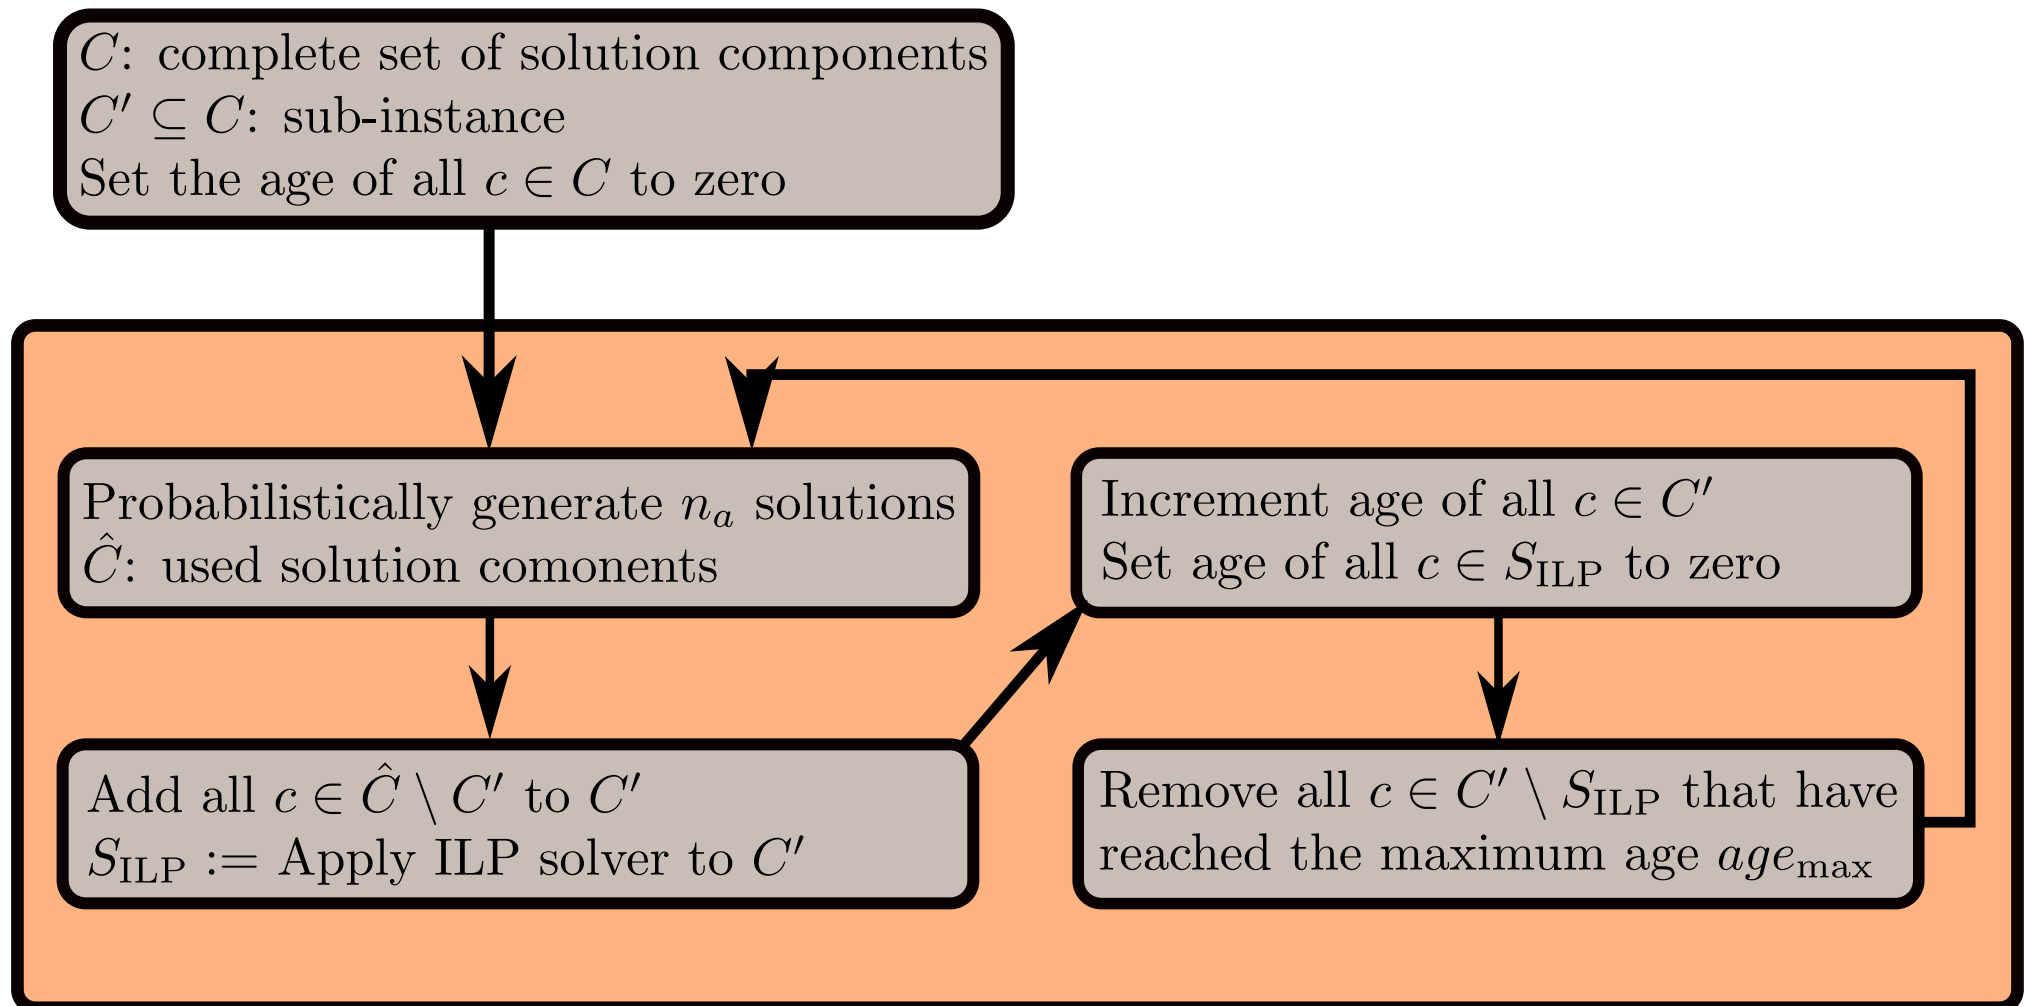 C: complete set of solution components
C′ ⊆ C: sub-instance
Set the age of all c ∈ C to zero
Probabilistically generate nₐ solutions
Ĉ: used solution comonents
Add all c ∈ Ĉ \ C′ to C′
S_ILP := Apply ILP solver to C′
Increment age of all c ∈ C′
Set age of all c ∈ S_ILP to zero
Remove all c ∈ C′ \ S_ILP that have
reached the maximum age age_max